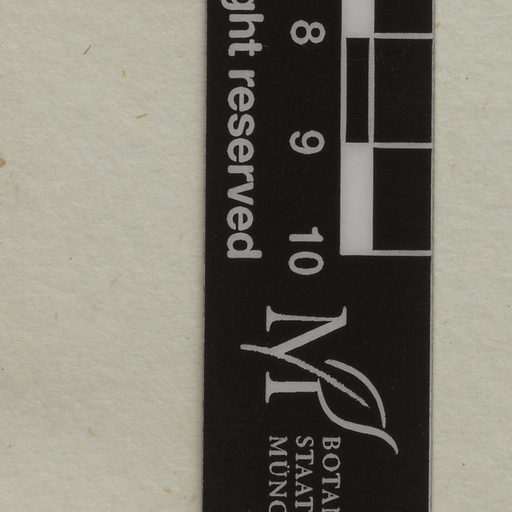 ght reserved
8 9 10
M
BOTA
STAAT
MÜNC